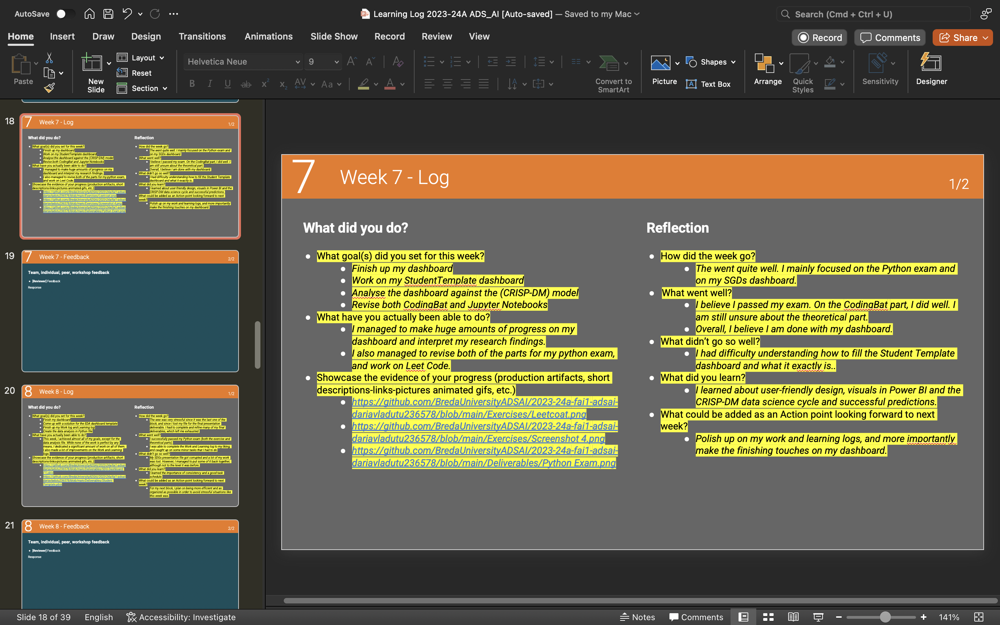 AutoSave
Learning Log 2023-24A ADS_AI [Auto-saved] — Saved to my Mac
Search (Cmd + Ctrl + U)
Home Insert Draw Design Transitions Animations Slide Show Record Review View
Record Comments Share
Paste
New Slide
Layout
Reset
Section
Helvetica Neue 9
Convert to SmartArt
Picture
Shapes
Text Box
Arrange
Quick Styles
Sensitivity
Designer
18
7 Week 7 - Log 1/2
What did you do?
What goal(s) did you set for this week?
Finish up my dashboard
Work on my StudentTemplate dashboard
Analyse the dashboard against the (CRISP-DM) model
Revise both CodingBat and Jupyter Notebooks
What have you actually been able to do?
I managed to make huge amounts of progress on my
dashboard and interpret my research findings.
I also managed to revise both of the parts for my python exam,
and work on Leet Code.
Showcase the evidence of your progress (production artifacts, short
descriptions-links-pictures animated gifs, etc.)
https://github.com/BredaUniversityADSAI/2023-24a-fai1-adsai-
dariavladutu236578/blob/main/Exercises/Leetcoat.png
https://github.com/BredaUniversityADSAI/2023-24a-fai1-adsai-
dariavladutu236578/blob/main/Exercises/Screenshot 4.png
https://github.com/BredaUniversityADSAI/2023-24a-fai1-adsai-
dariavladutu236578/blob/main/Deliverables/Python Exam.png
Reflection
How did the week go?
The went quite well. I mainly focused on the Python exam and
on my SGDs dashboard.
What went well?
I believe I passed my exam. On the CodingBat part, I did well. I
am still unsure about the theoretical part.
Overall, I believe I am done with my dashboard.
What didn't go so well?
I had difficulty understanding how to fill the Student Template
dashboard and what it exactly is..
What did you learn?
I learned about user-friendly design, visuals in Power BI and the
CRISP-DM data science cycle and successful predictions.
What could be added as an Action point looking forward to next
week?
Polish up on my work and learning logs, and more importantly
make the finishing touches on my dashboard.
19
7 Week 7 - Feedback 2/2
Team, individual, peer, workshop feedback
[Reviewer] Feedback
Response
20
8 Week 8 - Log 1/2
What did you do?
What goal(s) did you set for this week?
Finish my dashboard
Come up with a solution for the EDA dashboard template
Finish up my Work log and Learning log
Create the data analysis in Python file
What have you actually been able to do?
This week, I achieved almost all of my goals, except for the
data analysis file. While none of the work is perfect by any
means, I dedicated a significant amount of work on all of them.
I also made a lot of improvements on the Work and Learning
logs.
Showcase the evidence of your progress (production artifacts, short
descriptions-links-pictures animated gifs, etc.)
https://github.com/BredaUniversityADSAI/2023-24a-fai1-adsai-
dariavladutu236578/blob/main/Deliverables/SDG Dashboard
(1).pbix
https://github.com/BredaUniversityADSAI/2023-24a-fai1-adsai-
dariavladutu236578/blob/main/Deliverables/Student
Template.pbix
Reflection
How did the week go?
The wee was very stressful since it was the last one of the
block, and since I lost my file for the final presentation
deliverable. I had to complete and refine many of my final
deliverables, which left me exhausted.
What went well?
I successfully passed my Python exam (both the exercise and
theoretical parts).
I was able to complete the Work and Learning log to my liking,
and caught up on some minor tasks that I had to do
What didn't go so well?
My SDGs presentation file got corrupted and a lot of my work
was lost. However, I managed to put some of it back together,
although not to the level it was before.
What did you learn?
I learned the importance of consistency and a good task
schedule.
What could be added as an Action point looking forward to next
week?
For my next block, I plan on being more efficient and as
organized as possible in order to avoid stressful situations like
this week was.
21
8 Week 8 - Feedback 2/2
Team, individual, peer, workshop feedback
[Reviewer] Feedback
Response
7 Week 7 - Log 1/2
What did you do?
What goal(s) did you set for this week?
Finish up my dashboard
Work on my StudentTemplate dashboard
Analyse the dashboard against the (CRISP-DM) model
Revise both CodingBat and Jupyter Notebooks
What have you actually been able to do?
I managed to make huge amounts of progress on my
dashboard and interpret my research findings.
I also managed to revise both of the parts for my python exam,
and work on Leet Code.
Showcase the evidence of your progress (production artifacts, short
descriptions-links-pictures animated gifs, etc.)
https://github.com/BredaUniversityADSAI/2023-24a-fai1-adsai-
dariavladutu236578/blob/main/Exercises/Leetcoat.png
https://github.com/BredaUniversityADSAI/2023-24a-fai1-adsai-
dariavladutu236578/blob/main/Exercises/Screenshot 4.png
https://github.com/BredaUniversityADSAI/2023-24a-fai1-adsai-
dariavladutu236578/blob/main/Deliverables/Python Exam.png
Reflection
How did the week go?
The went quite well. I mainly focused on the Python exam and
on my SGDs dashboard.
What went well?
I believe I passed my exam. On the CodingBat part, I did well. I
am still unsure about the theoretical part.
Overall, I believe I am done with my dashboard.
What didn't go so well?
I had difficulty understanding how to fill the Student Template
dashboard and what it exactly is..
What did you learn?
I learned about user-friendly design, visuals in Power BI and the
CRISP-DM data science cycle and successful predictions.
What could be added as an Action point looking forward to next
week?
Polish up on my work and learning logs, and more importantly
make the finishing touches on my dashboard.
Slide 18 of 39 English Accessibility: Investigate Notes Comments 141%